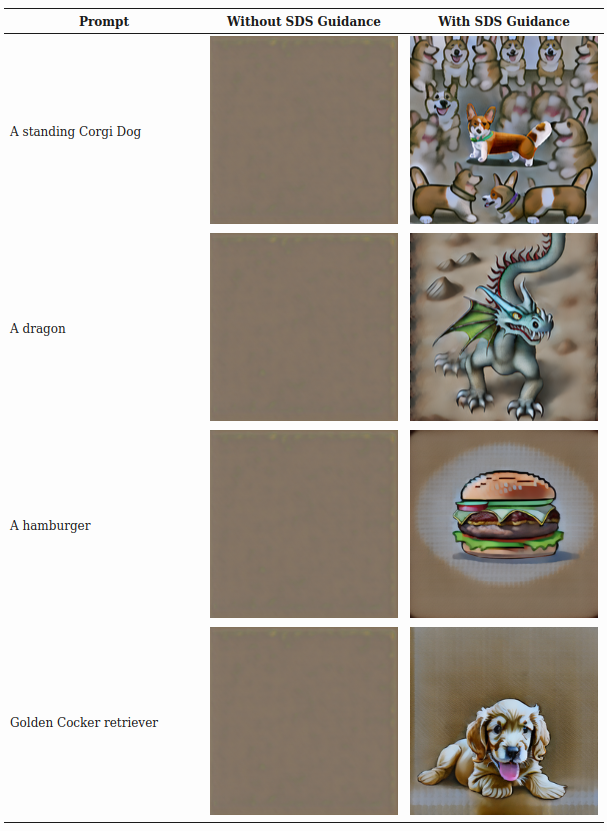 Prompt Without SDS Guidance With SDS Guidance
A standing Corgi Dog
A dragon
A hamburger
Golden Cocker retriever